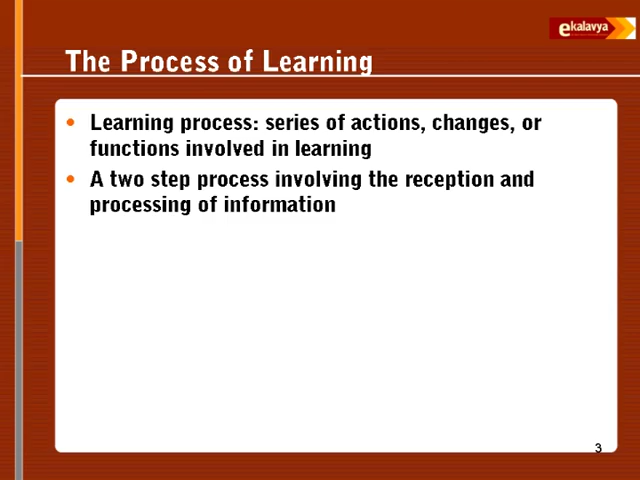 ekalavya
The Process of Learning
• Learning process: series of actions, changes, or
functions involved in learning
• A two step process involving the reception and
processing of information
3